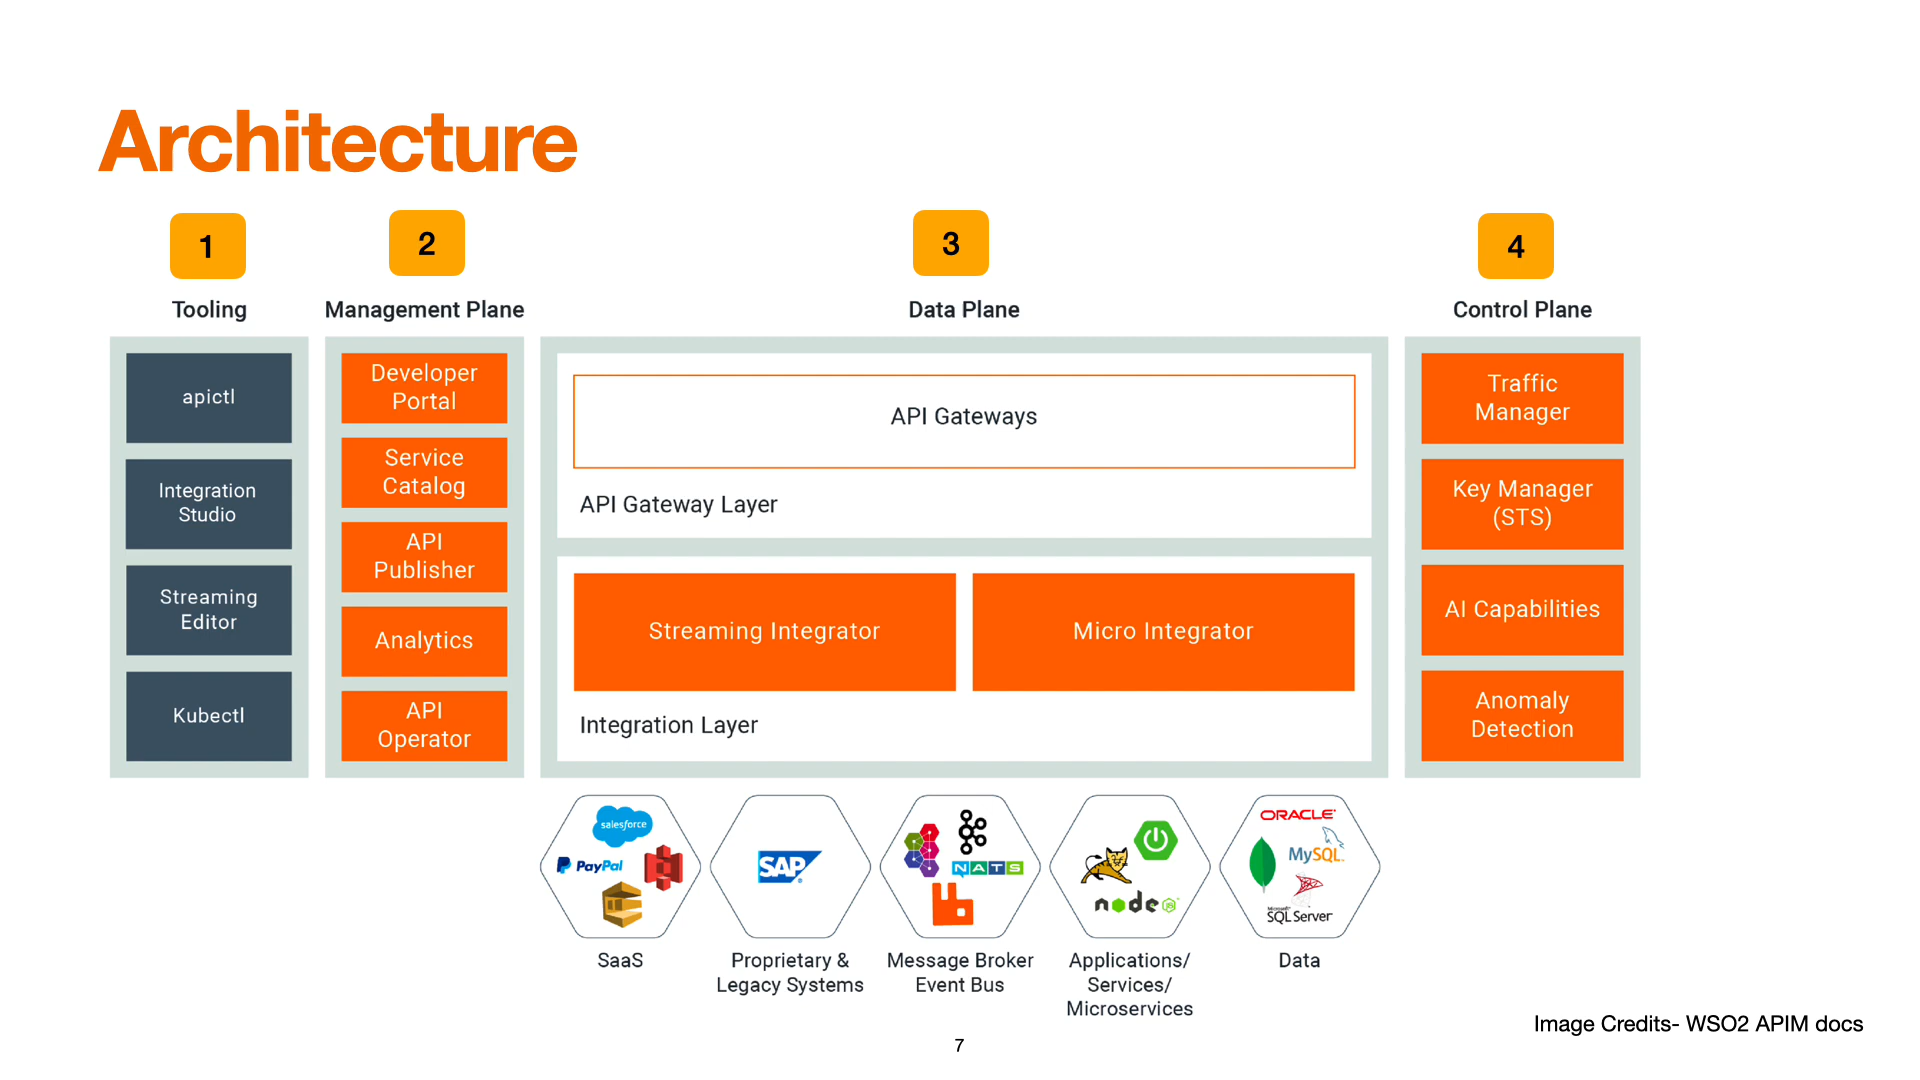 Architecture
1
2
3
4
Tooling
Management Plane
Data Plane
Control Plane
apictl
Integration
Studio
Streaming
Editor
Kubectl
Developer
Portal
Service
Catalog
API
Publisher
Analytics
API
Operator
API Gateways
API Gateway Layer
Streaming Integrator
Micro Integrator
Integration Layer
Traffic
Manager
Key Manager
(STS)
AI Capabilities
Anomaly
Detection
salesforce
PayPal
SAP
NATS
node
JS
ORACLE
MySQL
Microsoft
SQL Server
SaaS
Proprietary &
Legacy Systems
Message Broker
Event Bus
Applications/
Services/
Microservices
Data
Image Credits- WSO2 APIM docs
7